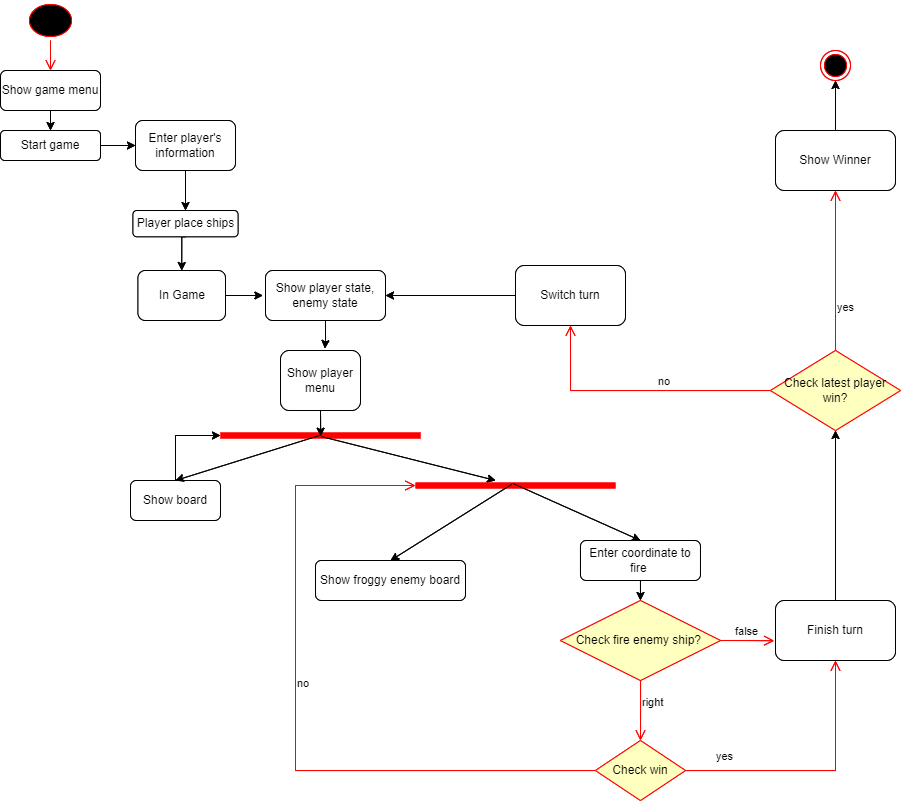 Show game menu
Start game
Enter player's
information
Player place ships
In Game
Show player state,
enemy state
Switch turn
Show player
menu
Show board
Show froggy enemy board
Enter coordinate to
fire
Check fire enemy ship?
false
right
Check win
no
yes
Finish turn
Check latest player
win?
no
yes
Show Winner